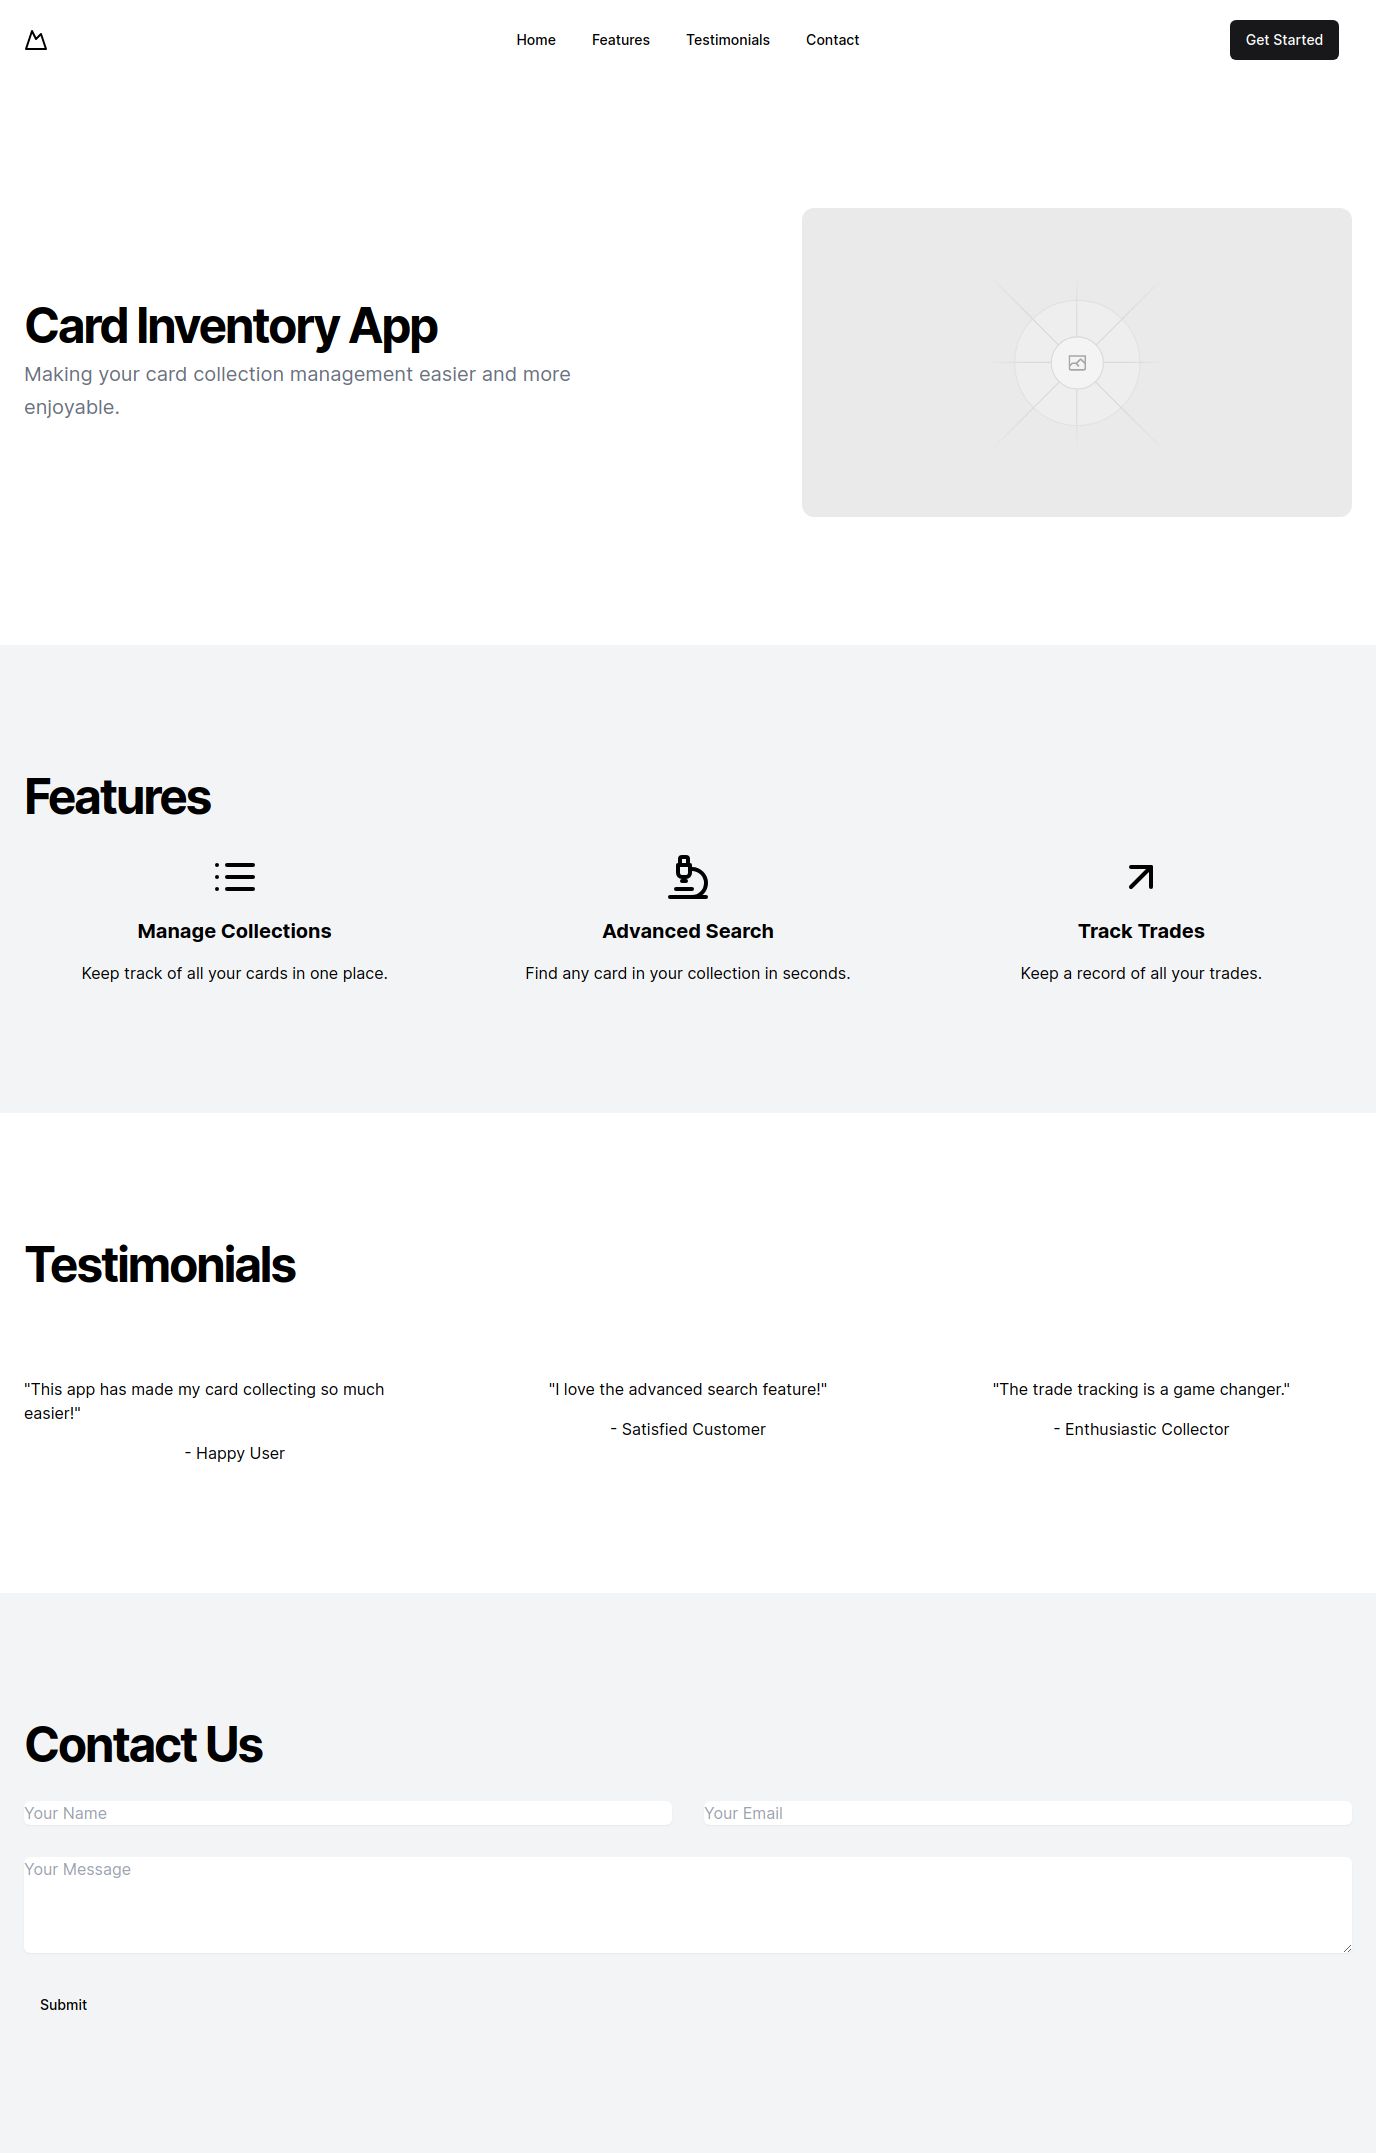 Home Features Testimonials Contact Get Started
Card Inventory App
Making your card collection management easier and more
enjoyable.
Features
Manage Collections
Keep track of all your cards in one place.
Advanced Search
Find any card in your collection in seconds.
Track Trades
Keep a record of all your trades.
Testimonials
"This app has made my card collecting so much
easier!"
- Happy User
"I love the advanced search feature!"
- Satisfied Customer
"The trade tracking is a game changer."
- Enthusiastic Collector
Contact Us
Your Name
Your Email
Your Message
Submit